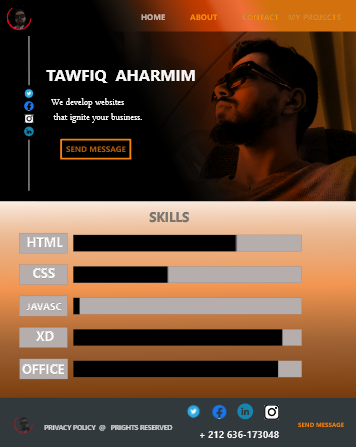 HOME ABOUT CONTACT MY PROJECTS
TAWFIQ AHARMIM
We develop websites
that ignite your business.
SEND MESSAGE
SKILLS
HTML
CSS
JAVASC
XD
OFFICE
PRIVACY POLICY @ PRIGHTS RESERVED
+ 212 636-173048
SEND MESSAGE